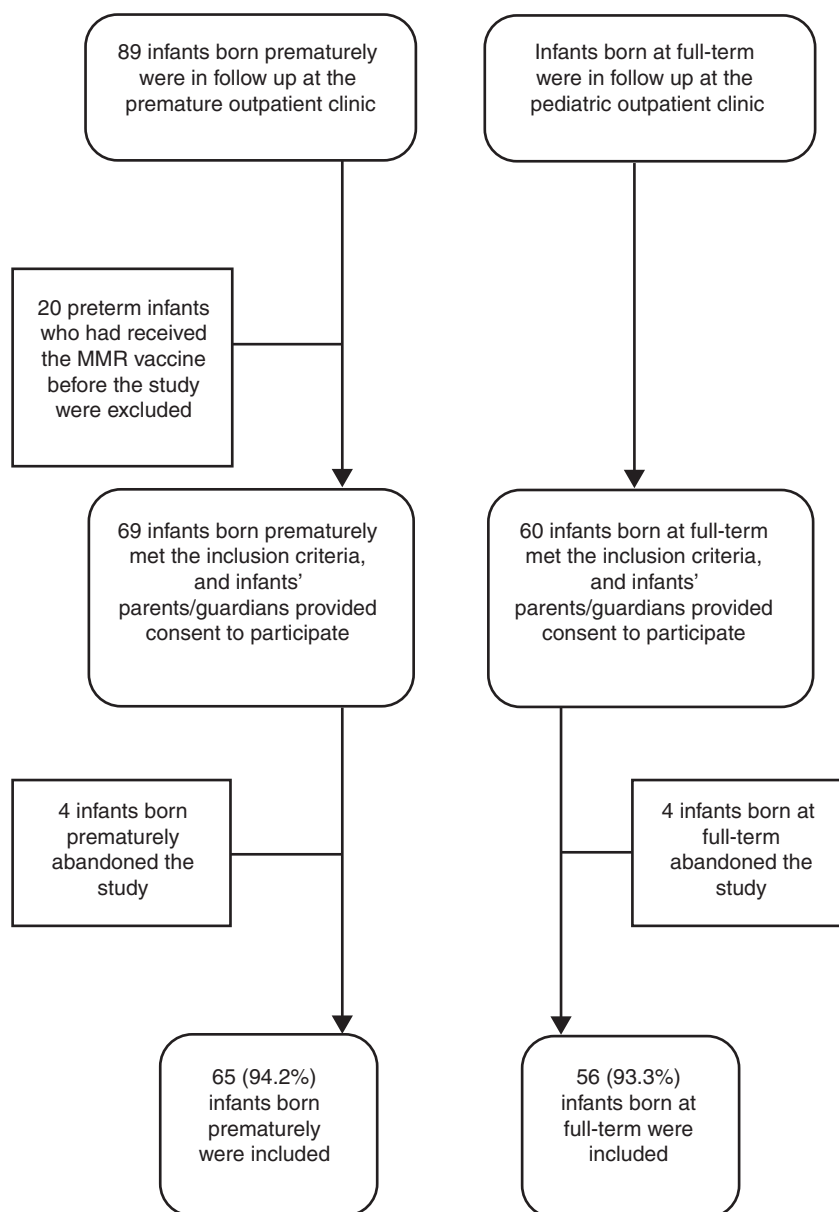 89 infants born prematurely
were in follow up at the
premature outpatient clinic
Infants born at full-term
were in follow up at the
pediatric outpatient clinic
20 preterm infants
who had received
the MMR vaccine
before the study
were excluded
69 infants born prematurely
met the inclusion criteria,
and infants’
parents/guardians provided
consent to participate
60 infants born at full-term
met the inclusion criteria,
and infants’
parents/guardians provided
consent to participate
4 infants born
prematurely
abandoned the
study
4 infants born at
full-term
abandoned the
study
65 (94.2%)
infants born
prematurely
were included
56 (93.3%)
infants born at
full-term were
included